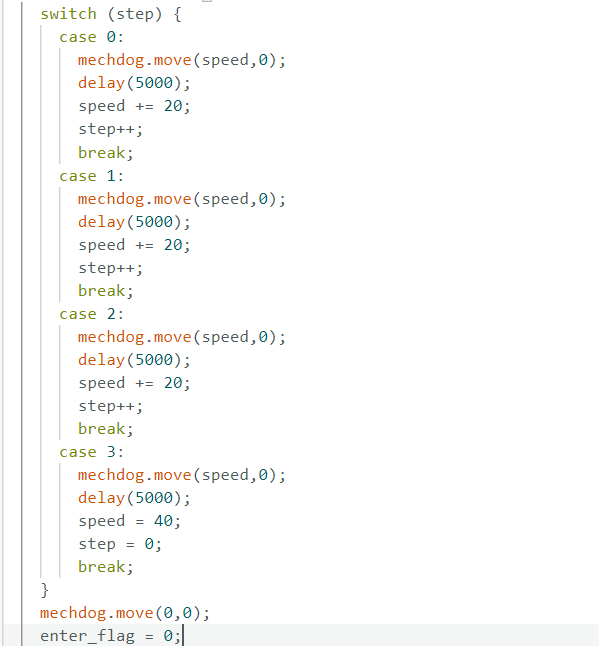 switch (step) {
case 0:
mechdog.move(speed,0);
delay(5000);
speed += 20;
step++;
break;
case 1:
mechdog.move(speed,0);
delay(5000);
speed += 20;
step++;
break;
case 2:
mechdog.move(speed,0);
delay(5000);
speed += 20;
step++;
break;
case 3:
mechdog.move(speed,0);
delay(5000);
speed = 40;
step = 0;
break;
}
mechdog.move(0,0);
enter_flag = 0;